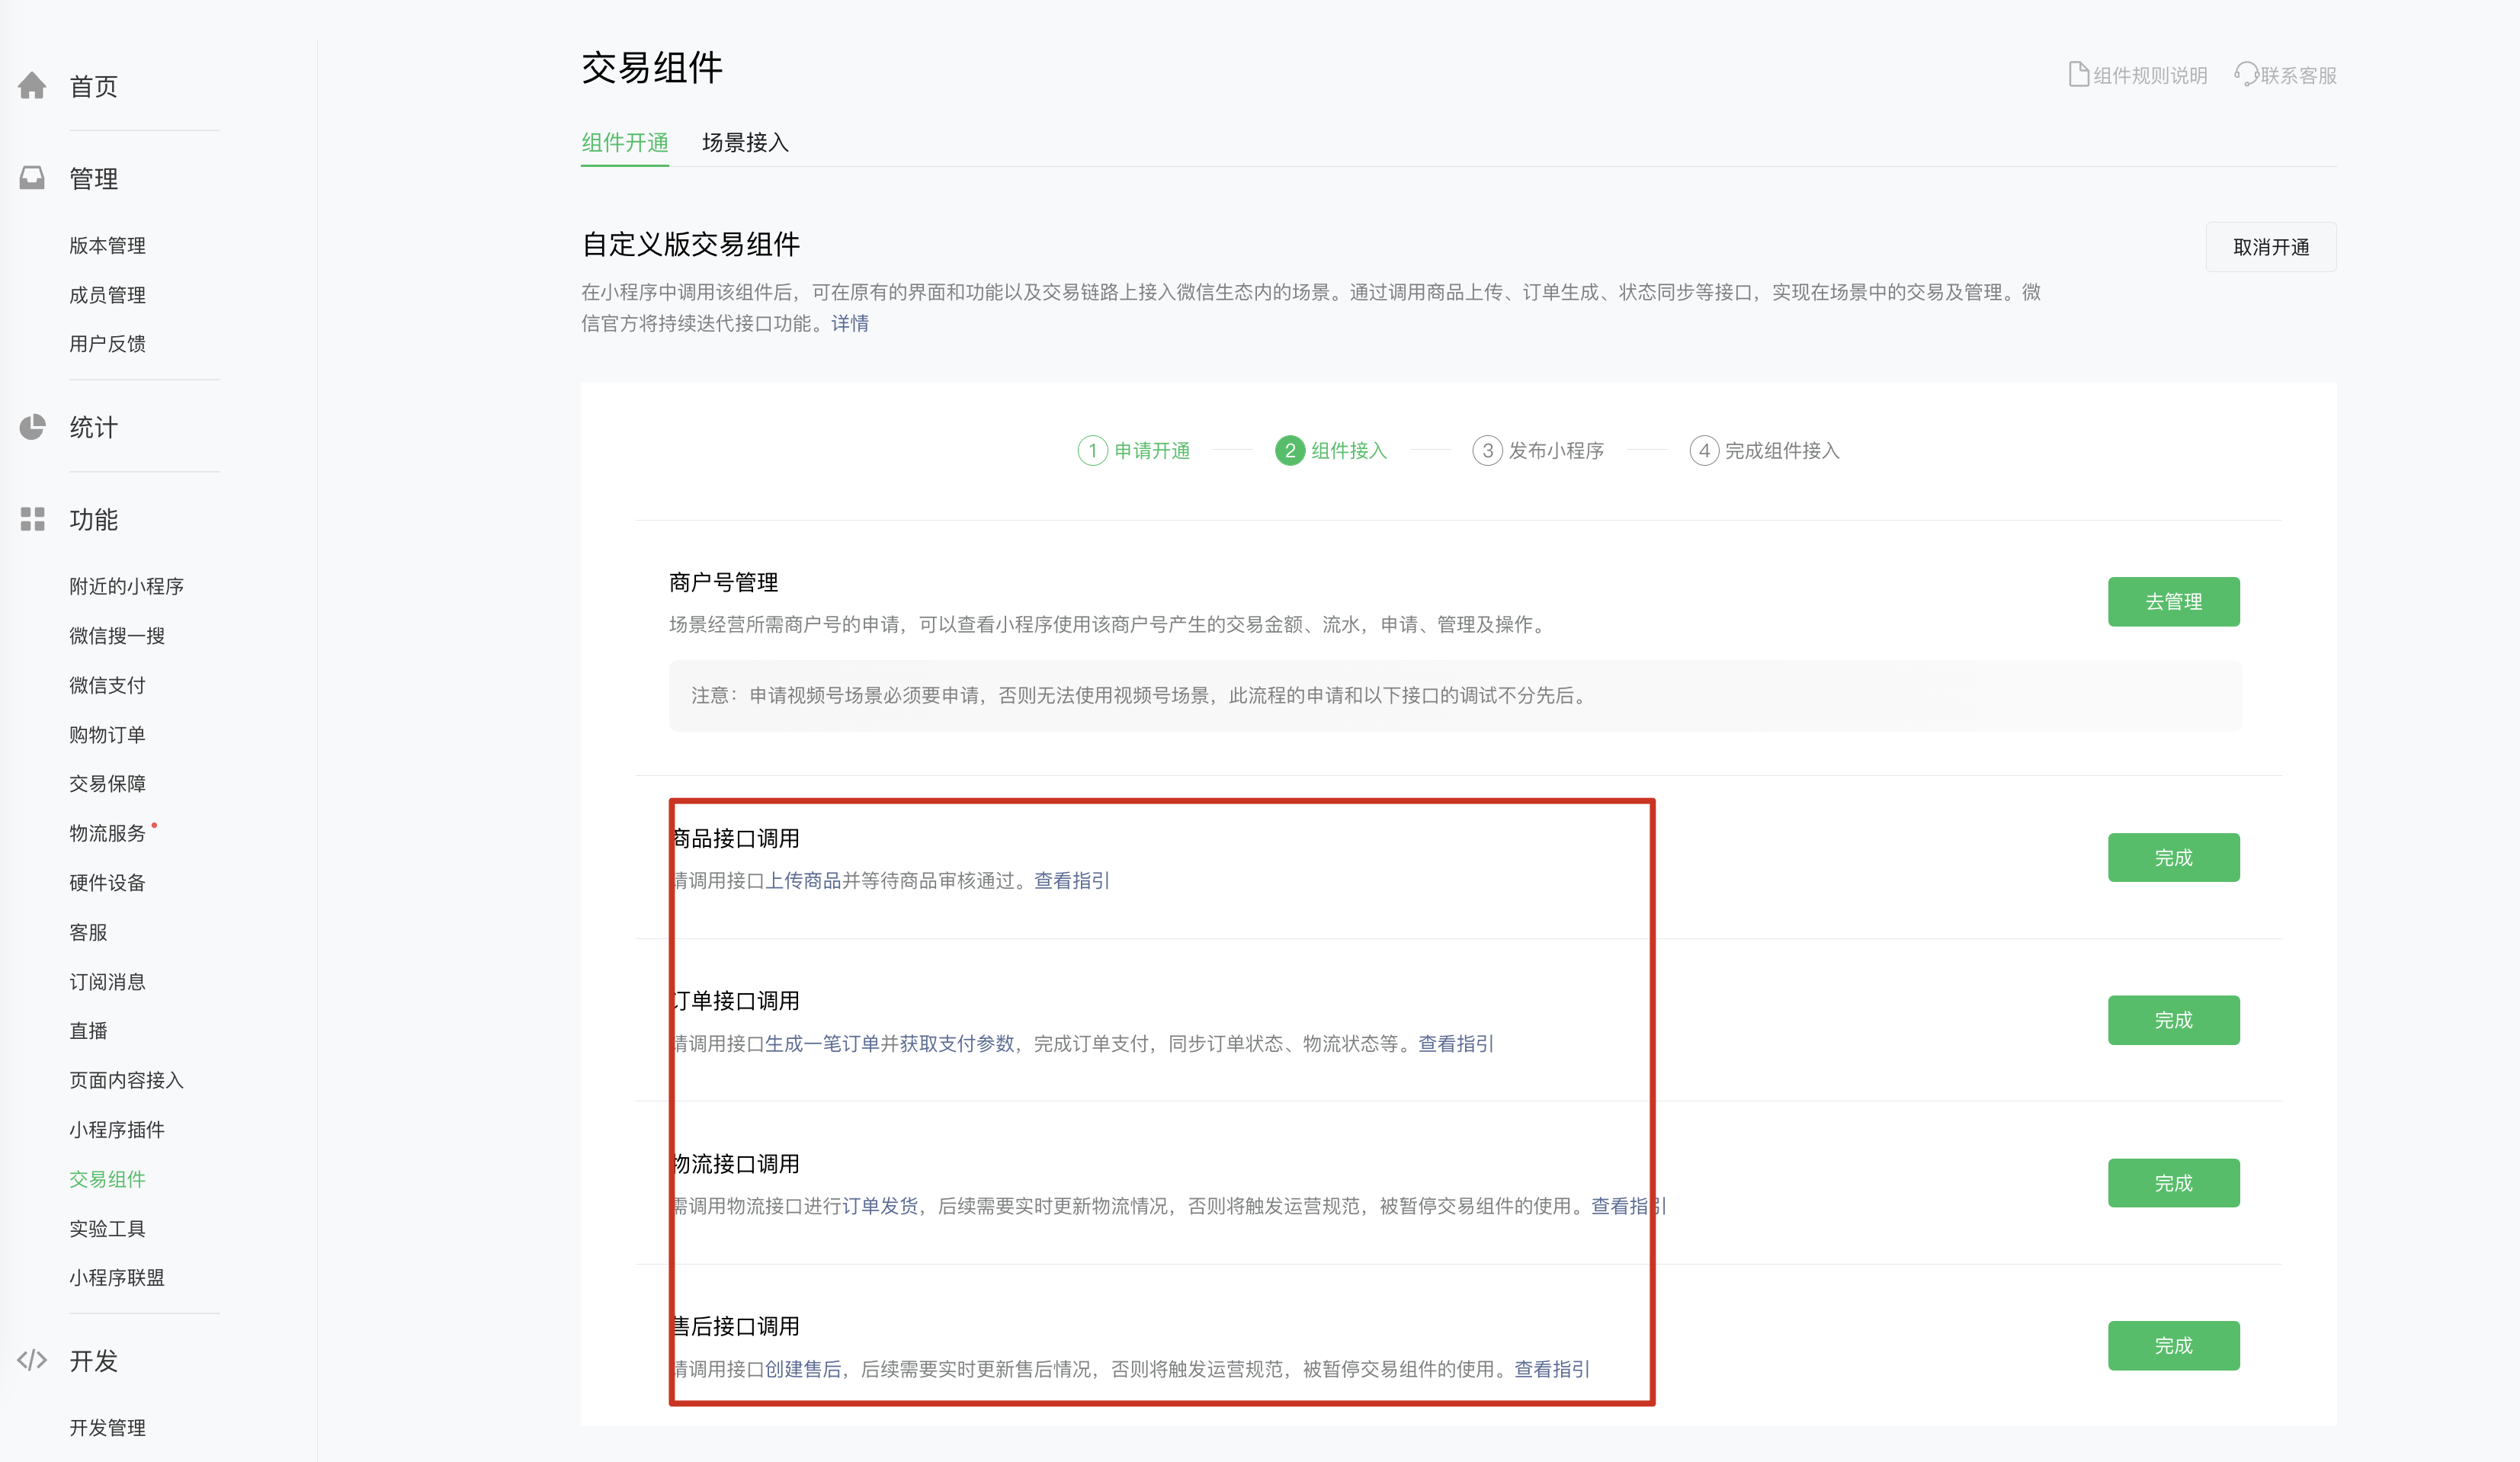 首页
管理
版本管理
成员管理
用户反馈
统计
功能
附近的小程序
微信搜一搜
微信支付
购物订单
交易保障
物流服务
硬件设备
客服
订阅消息
直播
页面内容接入
小程序插件
交易组件
实验工具
小程序联盟
开发
开发管理
交易组件
组件规则说明 联系客服
组件开通 场景接入
自定义版交易组件
取消开通
在小程序中调用该组件后，可在原有的界面和功能以及交易链路上接入微信生态内的场景。通过调用商品上传、订单生成、状态同步等接口，实现在场景中的交易及管理。微
信官方将持续迭代接口功能。详情
1 申请开通 2 组件接入 3 发布小程序 4 完成组件接入
商户号管理
场景经营所需商户号的申请，可以查看小程序使用该商户号产生的交易金额、流水，申请、管理及操作。
去管理
注意：申请视频号场景必须要申请，否则无法使用视频号场景，此流程的申请和以下接口的调试不分先后。
商品接口调用
请调用接口上传商品并等待商品审核通过。查看指引
完成
订单接口调用
请调用接口生成一笔订单并获取支付参数，完成订单支付，同步订单状态、物流状态等。查看指引
完成
物流接口调用
需调用物流接口进行订单发货，后续需要实时更新物流情况，否则将触发运营规范，被暂停交易组件的使用。查看指引
完成
售后接口调用
请调用接口创建售后，后续需要实时更新售后情况，否则将触发运营规范，被暂停交易组件的使用。查看指引
完成